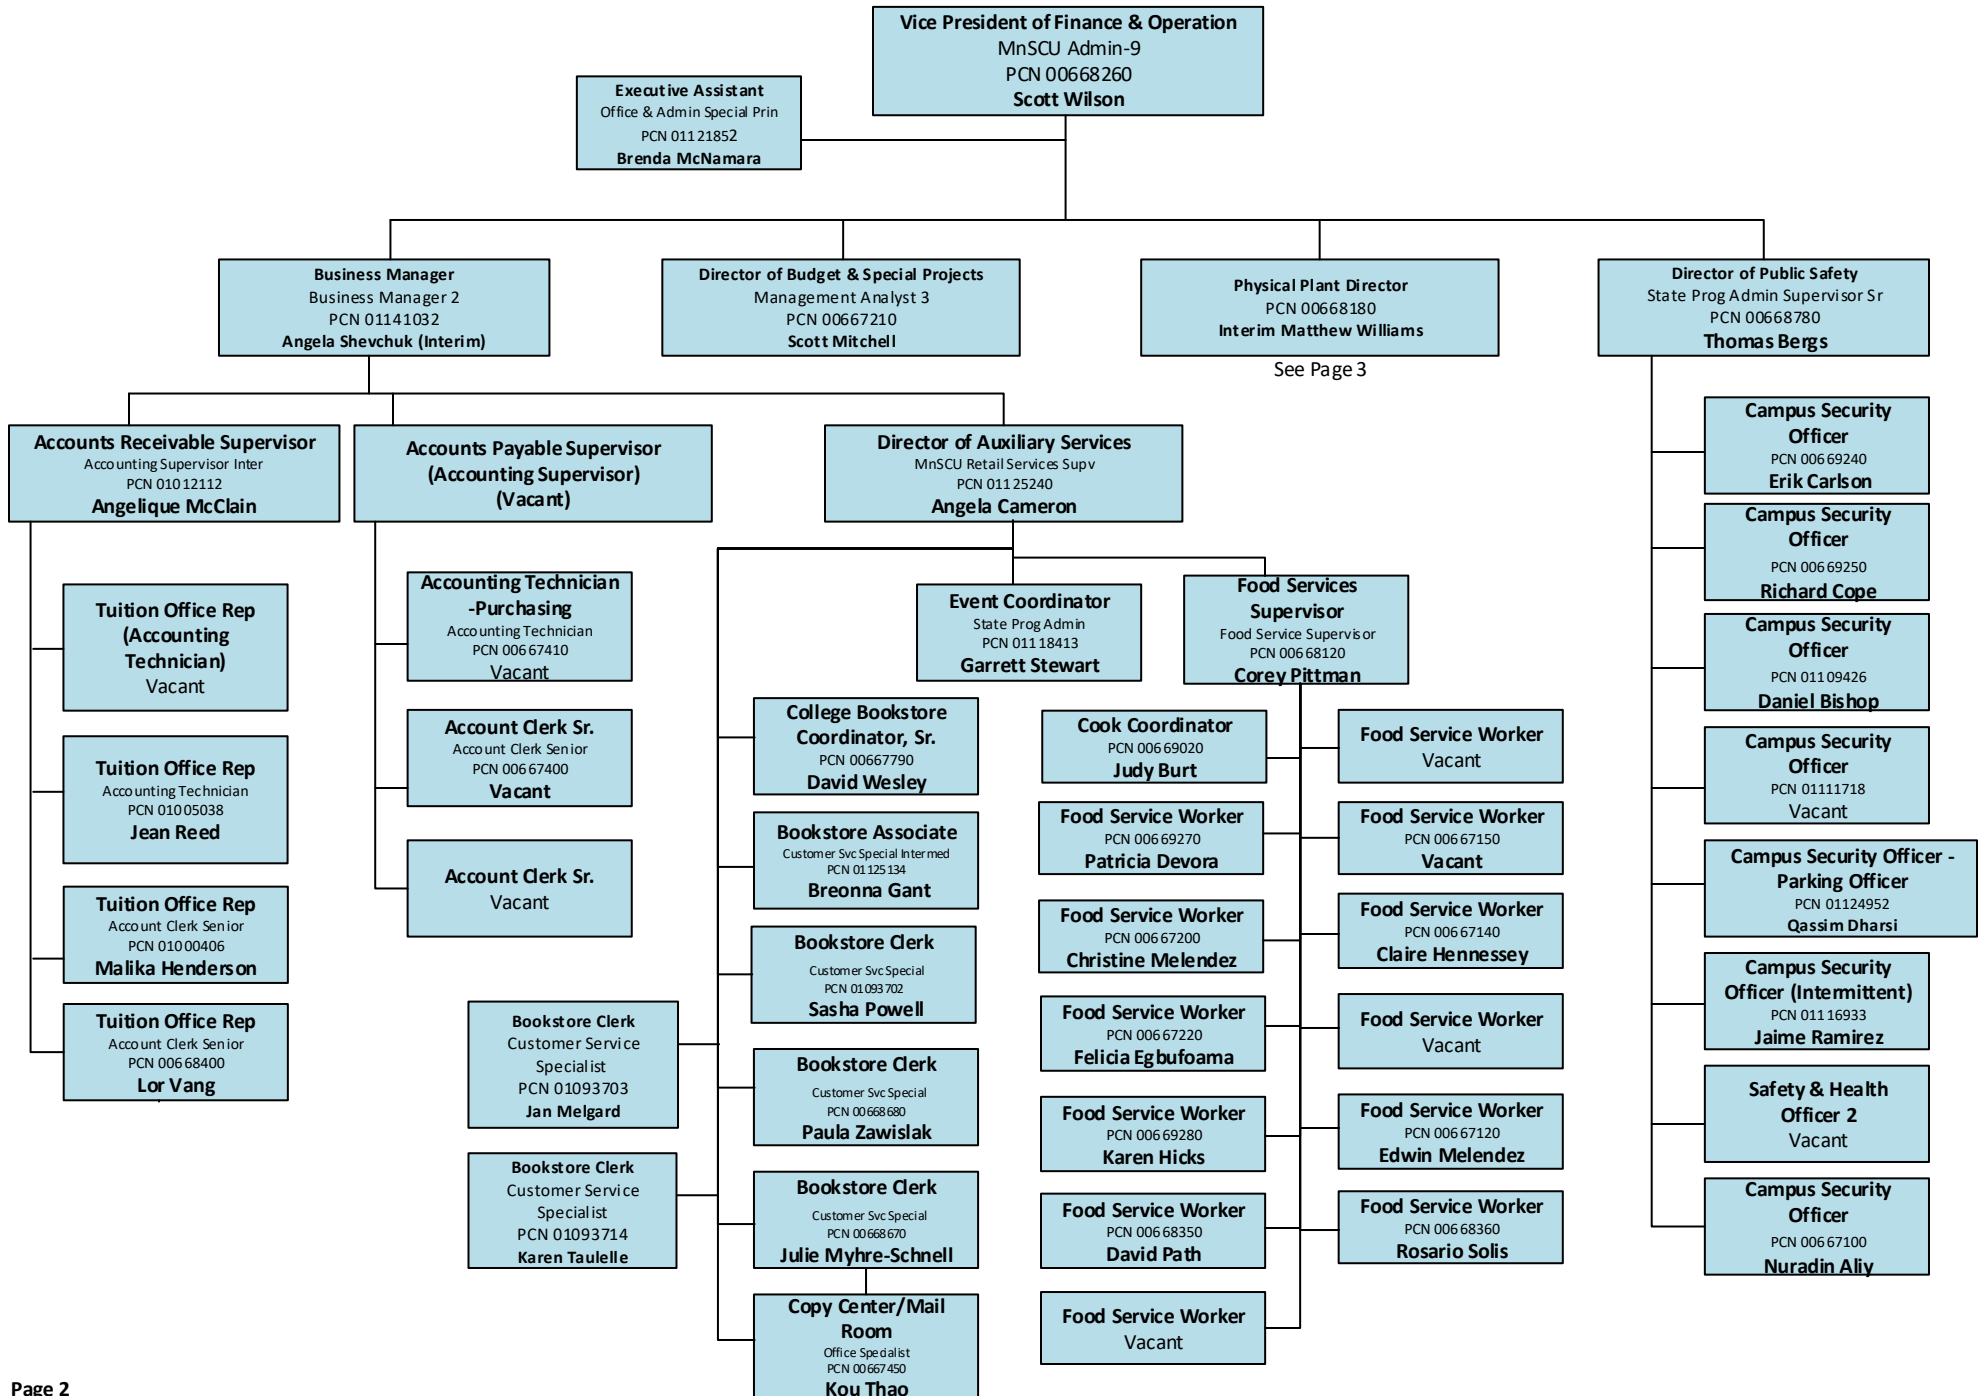 Vice President of Finance & Operation
MnSCU Admin-9
PCN 00668260
Scott Wilson
Executive Assistant
Office & Admin Special Prin
PCN 01121852
Brenda McNamara
Business Manager
Business Manager 2
PCN 01141032
Angela Shevchuk (Interim)
Director of Budget & Special Projects
Management Analyst 3
PCN 00667210
Scott Mitchell
Physical Plant Director
PCN 00668180
Interim Matthew Williams
See Page 3
Director of Public Safety
State Prog Admin Supervisor Sr
PCN 00668780
Thomas Bergs
Accounts Receivable Supervisor
Accounting Supervisor Inter
PCN 01012112
Angelique McClain
Accounts Payable Supervisor
(Accounting Supervisor)
(Vacant)
Director of Auxiliary Services
MnSCU Retail Services Supv
PCN 01125240
Angela Cameron
Tuition Office Rep
(Accounting
Technician)
Vacant
Tuition Office Rep
Accounting Technician
PCN 01005038
Jean Reed
Tuition Office Rep
Account Clerk Senior
PCN 01000406
Malika Henderson
Tuition Office Rep
Account Clerk Senior
PCN 00668400
Lor Vang
Accounting Technician
-Purchasing
Accounting Technician
PCN 00667410
Vacant
Account Clerk Sr.
Account Clerk Senior
PCN 00667400
Vacant
Account Clerk Sr.
Vacant
Event Coordinator
State Prog Admin
PCN 01118413
Garrett Stewart
Food Services
Supervisor
Food Service Supervisor
PCN 00668120
Corey Pittman
College Bookstore
Coordinator, Sr.
PCN 00667790
David Wesley
Bookstore Associate
Customer Svc Special Intermed
PCN 01125134
Breonna Gant
Bookstore Clerk
Customer Svc Special
PCN 01093702
Sasha Powell
Bookstore Clerk
Customer Service
Specialist
PCN 01093703
Jan Melgard
Bookstore Clerk
Customer Svc Special
PCN 00668680
Paula Zawislak
Bookstore Clerk
Customer Service
Specialist
PCN 01093714
Karen Taulelle
Bookstore Clerk
Customer Svc Special
PCN 00668670
Julie Myhre-Schnell
Copy Center/Mail
Room
Office Specialist
PCN 00667450
Kou Thao
Cook Coordinator
PCN 00669020
Judy Burt
Food Service Worker
PCN 00669270
Patricia Devora
Food Service Worker
PCN 00667200
Christine Melendez
Food Service Worker
PCN 00667220
Felicia Egbufoama
Food Service Worker
PCN 00669280
Karen Hicks
Food Service Worker
PCN 00668350
David Path
Food Service Worker
Vacant
Food Service Worker
Vacant
Food Service Worker
PCN 00667150
Vacant
Food Service Worker
PCN 00667140
Claire Hennessey
Food Service Worker
Vacant
Food Service Worker
PCN 00667120
Edwin Melendez
Food Service Worker
PCN 00668360
Rosario Solis
Campus Security
Officer
PCN 00669240
Erik Carlson
Campus Security
Officer
PCN 00669250
Richard Cope
Campus Security
Officer
PCN 01109426
Daniel Bishop
Campus Security
Officer
PCN 01111718
Vacant
Campus Security Officer -
Parking Officer
PCN 01124952
Qassim Dharsi
Campus Security
Officer (Intermittent)
PCN 01116933
Jaime Ramirez
Safety & Health
Officer 2
Vacant
Campus Security
Officer
PCN 00667100
Nuradin Aliy
Page 2